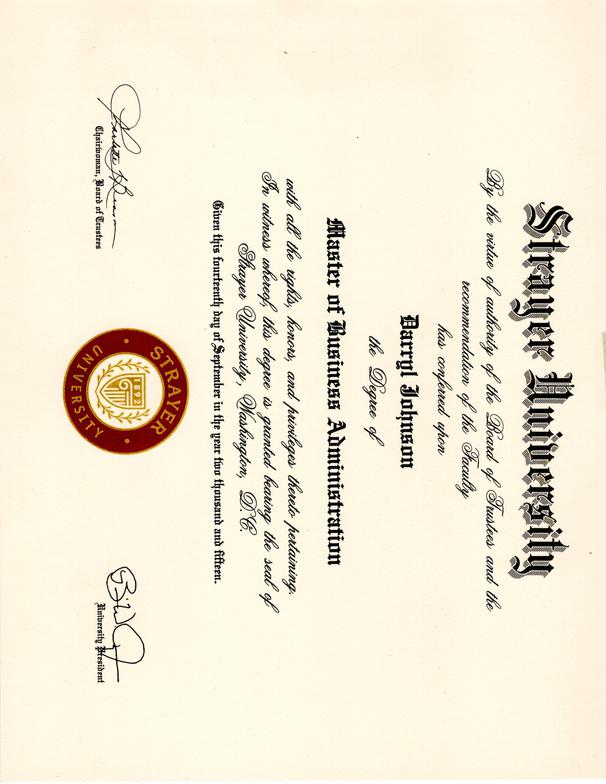 Strayer University
By the virtue of authority of the Board of Trustees and the
recommendation of the Faculty
has conferred upon
Darryl Johnson
the Degree of
Master of Business Administration
with all the rights, honors, and privileges thereto pertaining.
In witness whereof, this degree is granted bearing the seal of
Strayer University, Washington, D.C.
Given this fourteenth day of September in the year two thousand and fifteen.
Chairwoman, Board of Trustees
STRAYER
1892
UNIVERSITY
University President